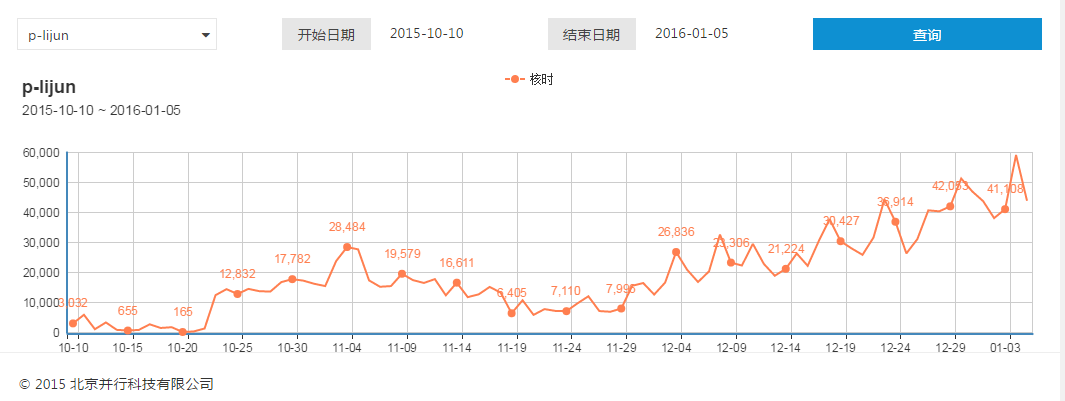 p-lijun 开始日期 2015-10-10 结束日期 2016-01-05 查询
核时
p-lijun
2015-10-10 ~ 2016-01-05
60,000
50,000
40,000
30,000
20,000
10,000
0
3,032 655 165 12,832 17,782 28,484 19,579 16,611 6,405 7,110 7,996 26,836 23,306 21,224 30,427 36,914 42,053 41,108
10-10 10-15 10-20 10-25 10-30 11-04 11-09 11-14 11-19 11-24 11-29 12-04 12-09 12-14 12-19 12-24 12-29 01-03
© 2015 北京并行科技有限公司